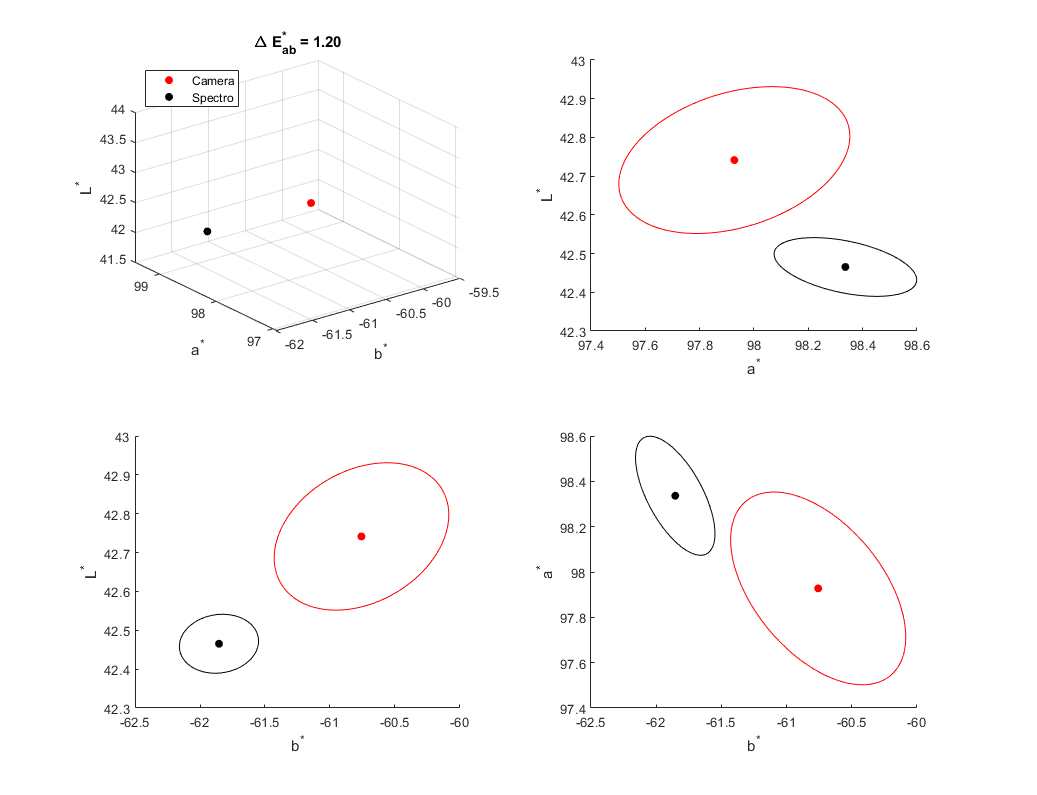 Δ E*ab = 1.20
Camera
Spectro
44
43.5
43
42.5
42
41.5
L*
99
98
97
a*
-62
-61.5
-61
-60.5
-60
-59.5
b*
43
42.9
42.8
42.7
42.6
42.5
42.4
42.3
L*
97.4 97.6 97.8 98 98.2 98.4 98.6
a*
43
42.9
42.8
42.7
42.6
42.5
42.4
42.3
L*
-62.5 -62 -61.5 -61 -60.5 -60
b*
98.6
98.4
98.2
98
97.8
97.6
97.4
a*
-62.5 -62 -61.5 -61 -60.5 -60
b*